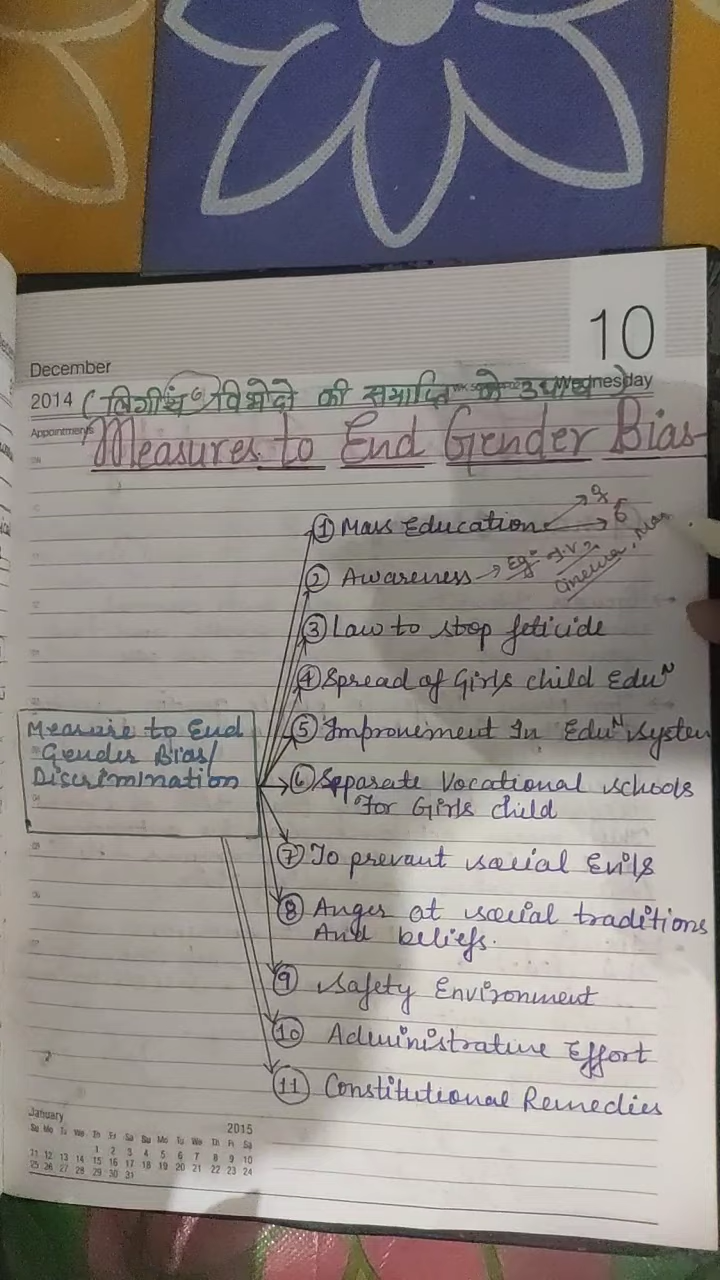 10
December
Wednesday
2014 ( लिंगीय विभेदो की समाप्ति के उपाय )
Appointments
Measures to End Gender Bias
① Mass Education
② Awareness → Eg:- T.V.,
Cinema,
③ Law to stop feticide
④ Spread of Girls child Eduᴺ
Measure to End
Gender Bias/
Discrimination
⑤ Improvement In Eduᴺ system
⑥ Sepparate Vocational schools
For Girls child
⑦ To prevant social Evils
⑧ Anger at social traditions
And beliefs.
⑨ Safety Environment
⑩ Administrative Effort
⑪ Constitutional Remedies
January 2015
Su Mo Tu We Th Fr Sa Su Mo Tu We Th Fr Sa
1 2 3 4 5 6 7 8 9 10
11 12 13 14 15 16 17 18 19 20 21 22 23 24
25 26 27 28 29 30 31